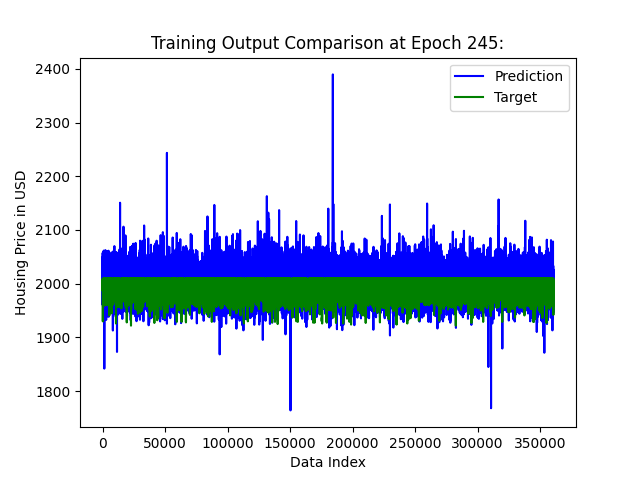 Training Output Comparison at Epoch 245:
Prediction
Target
Housing Price in USD
2400
2300
2200
2100
2000
1900
1800
0 50000 100000 150000 200000 250000 300000 350000
Data Index